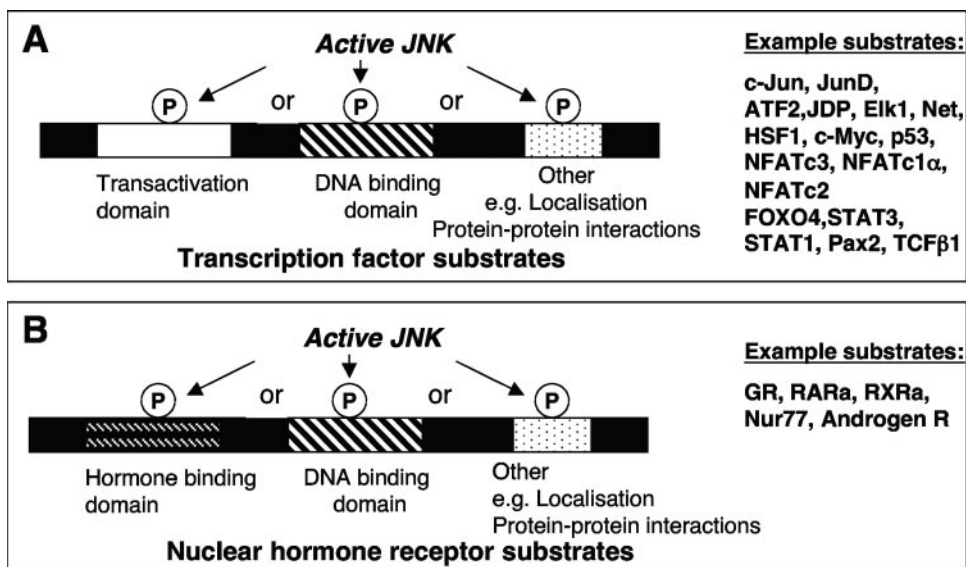 A
Active JNK
P or P or P
Transactivation
domain
DNA binding
domain
Other
e.g. Localisation
Protein-protein interactions
Transcription factor substrates
Example substrates:
c-Jun, JunD,
ATF2,JDP, Elk1, Net,
HSF1, c-Myc, p53,
NFATc3, NFATc1α,
NFATc2
FOXO4,STAT3,
STAT1, Pax2, TCFβ1
B
Active JNK
P or P or P
Hormone binding
domain
DNA binding
domain
Other
e.g. Localisation
Protein-protein interactions
Nuclear hormone receptor substrates
Example substrates:
GR, RARa, RXRa,
Nur77, Androgen R